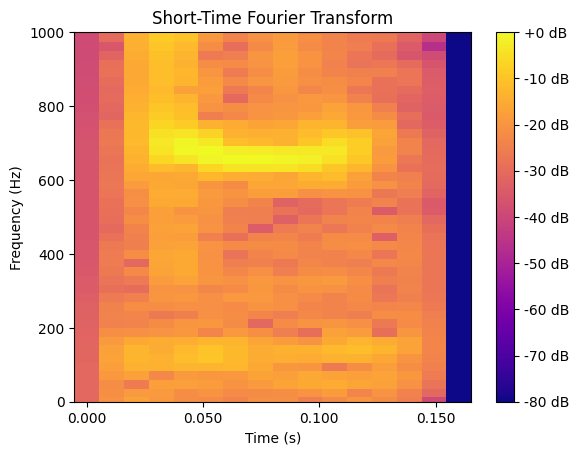 Short-Time Fourier Transform
1000
800
600
400
200
0
Frequency (Hz)
0.000
0.050
0.100
0.150
Time (s)
+0 dB
-10 dB
-20 dB
-30 dB
-40 dB
-50 dB
-60 dB
-70 dB
-80 dB